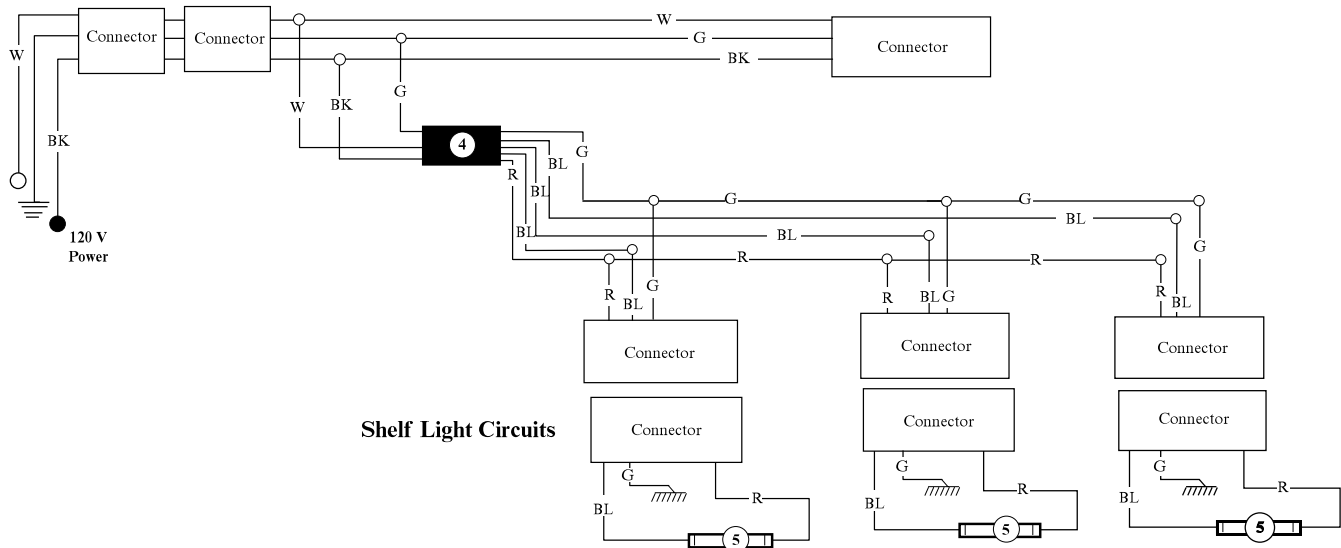 W
Connector
Connector
W
G
BK
Connector
W
BK
G
BK
4
G
BL
R
BL
BL
120 V
Power
G
G
BL
BL
R
R
G
R
BL
G
R
BL
G
R
BL
Connector
Connector
Connector
Shelf Light Circuits
Connector
Connector
Connector
G
G
G
BL
R
BL
R
BL
R
5
5
5